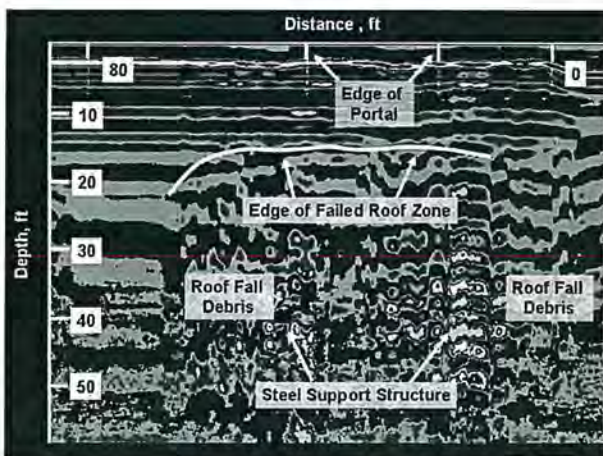 Distance , ft
80
0
Edge of
Portal
10
20
Edge of Failed Roof Zone
Depth, ft
30
Roof Fall
Debris
Roof Fall
Debris
40
Steel Support Structure
50